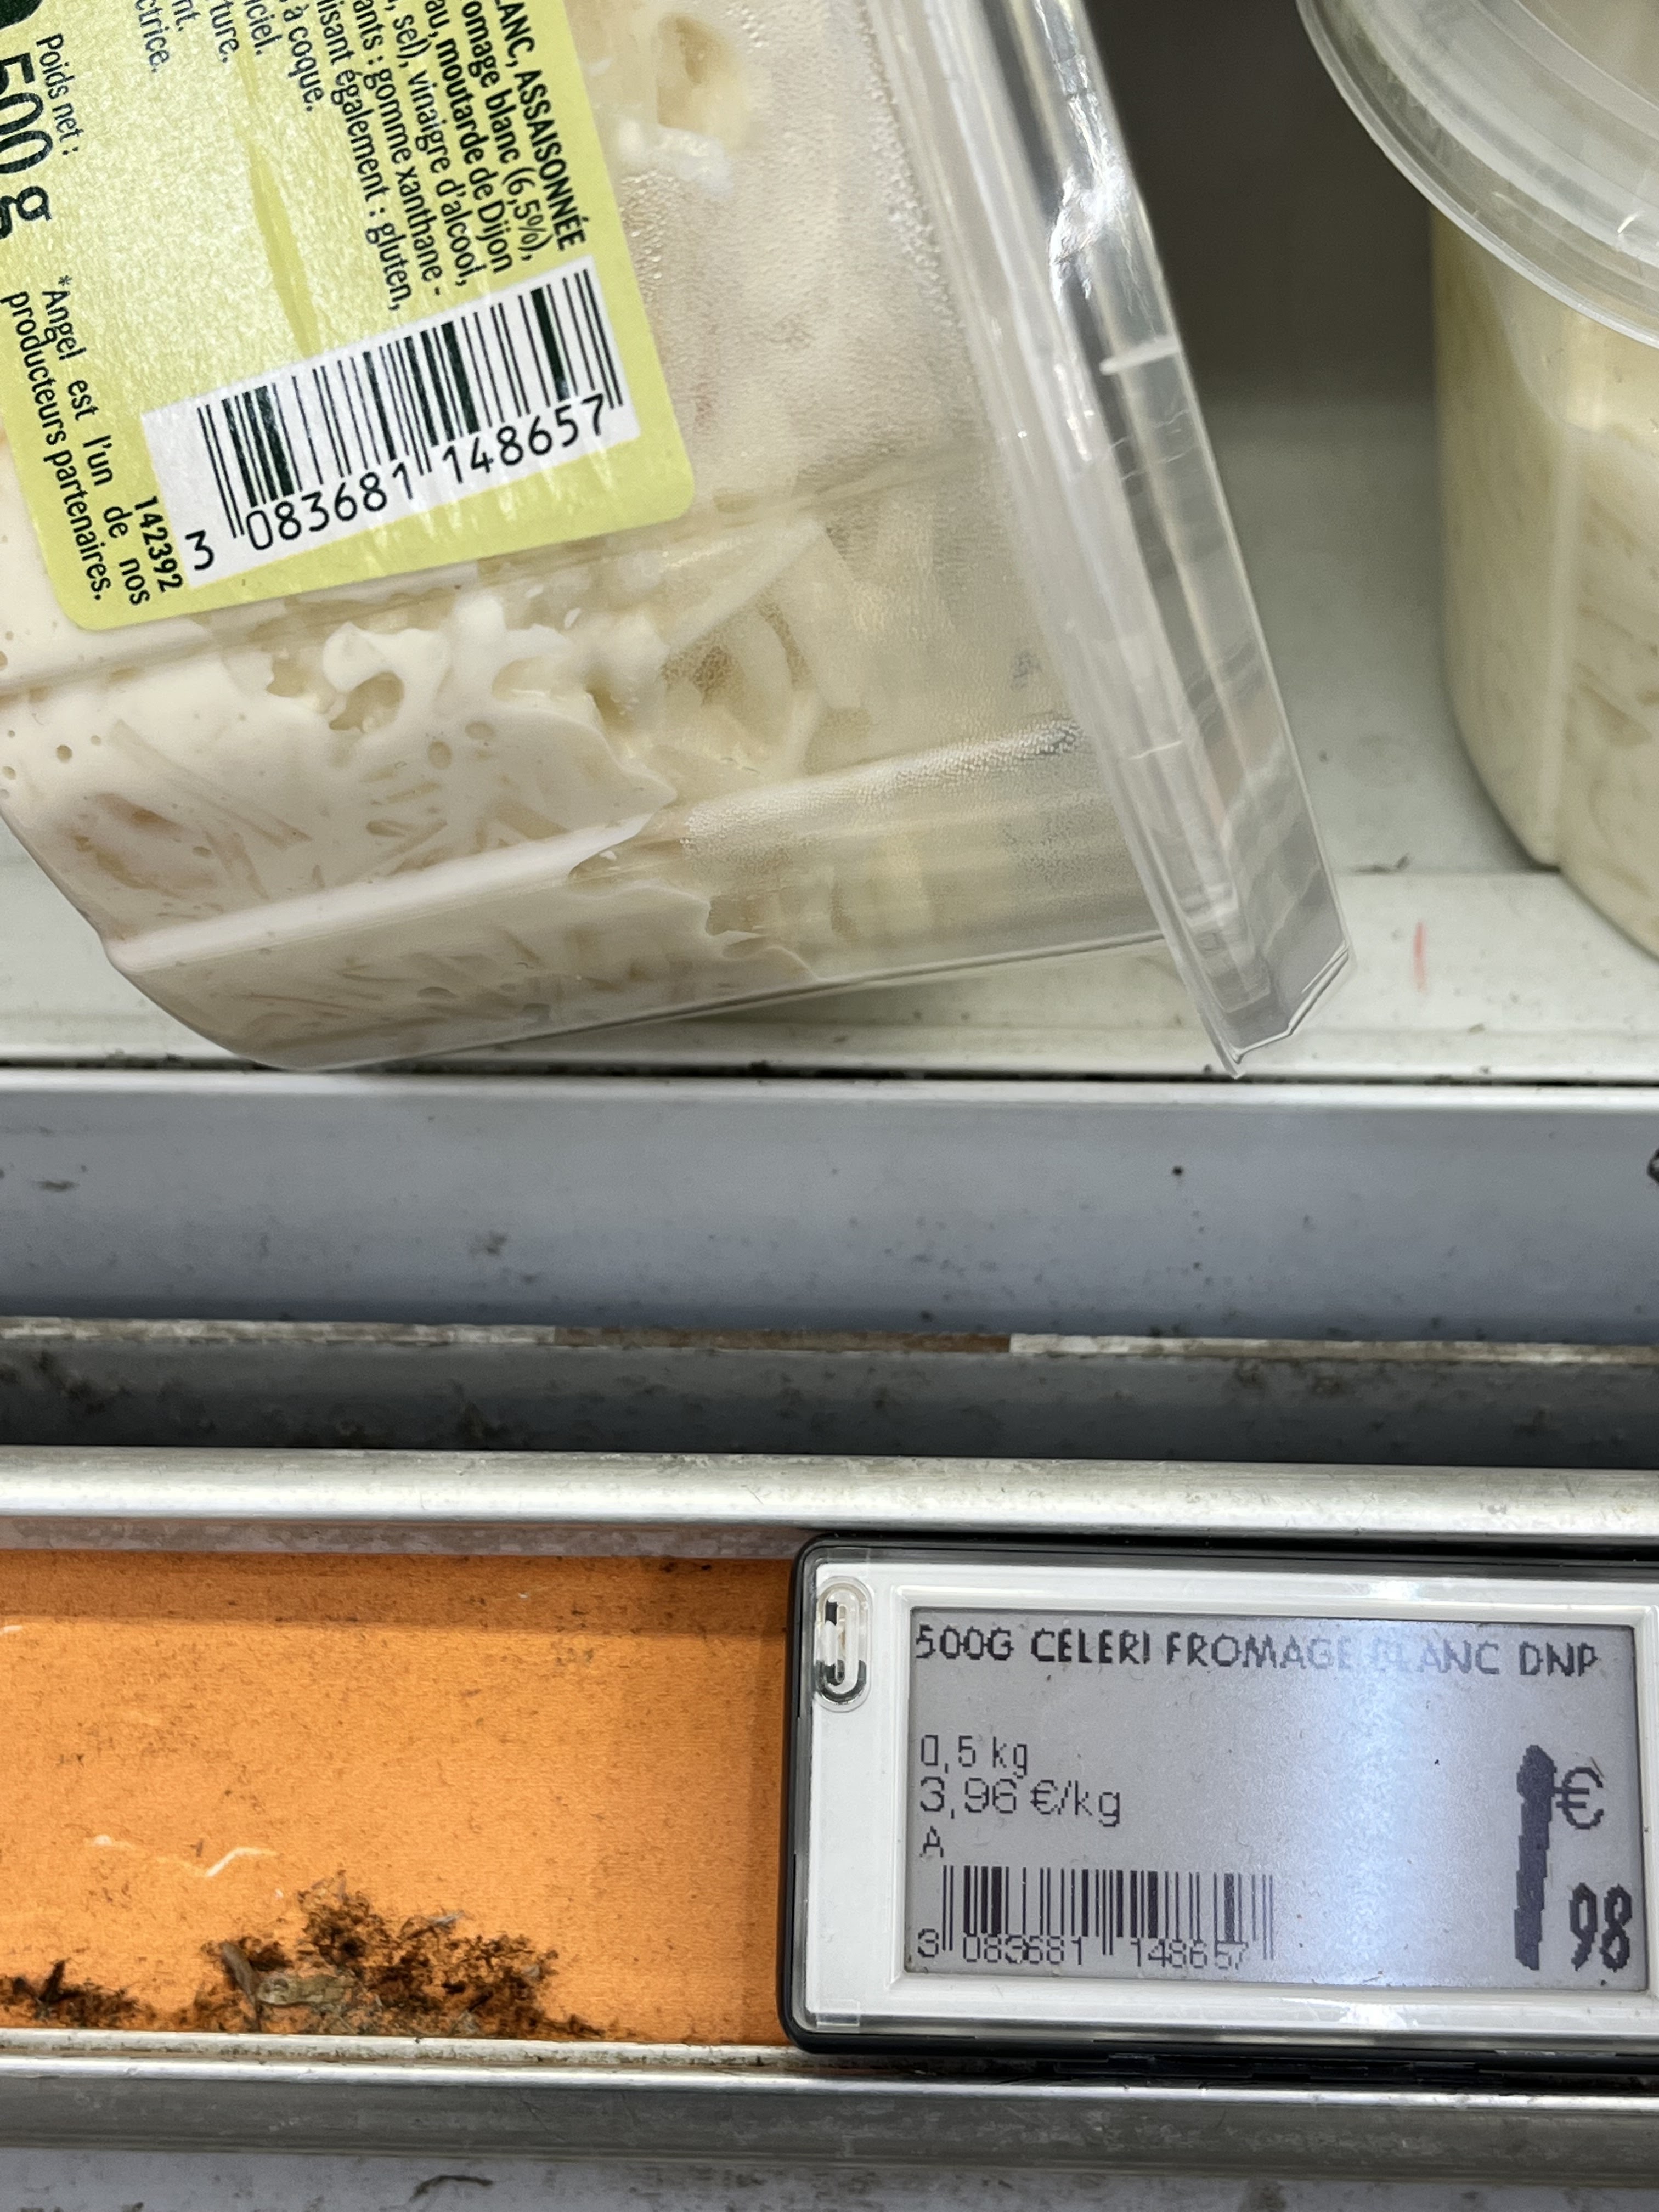 LANC, ASSAISONNÉE
omage blanc (6,5%),
au, moutarde de Dijon
, sel), vinaigre d'alcool,
ants : gomme xanthane -
isant également : gluten,
à coque.
ciel.
ture,
nt.
ctrice.
Poids net :
500 g
*Angel est l'un de nos
producteurs partenaires.
142392
3 083681 148657
500G CELERI FROMAGE BLANC DNP
0,5 kg
3,96 €/kg
A
1€
98
3 083681 148657